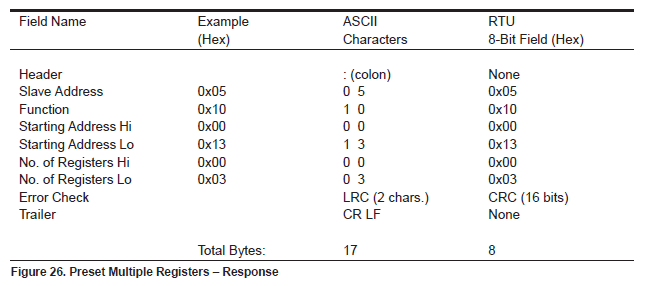 Field Name Example ASCII RTU
(Hex) Characters 8-Bit Field (Hex)
Header : (colon) None
Slave Address 0x05 0 5 0x05
Function 0x10 1 0 0x10
Starting Address Hi 0x00 0 0 0x00
Starting Address Lo 0x13 1 3 0x13
No. of Registers Hi 0x00 0 0 0x00
No. of Registers Lo 0x03 0 3 0x03
Error Check LRC (2 chars.) CRC (16 bits)
Trailer CR LF None
Total Bytes: 17 8
Figure 26. Preset Multiple Registers – Response